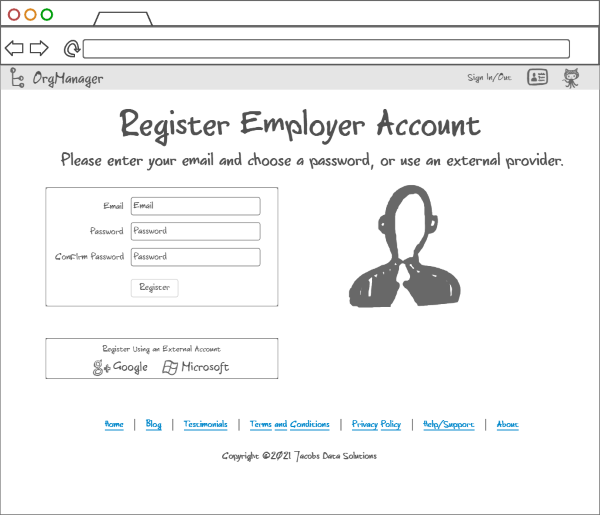 OrgManager Sign In/Out
Register Employer Account
Please enter your email and choose a password, or use an external provider.
Email Email
Password Password
Confirm Password Password
Register
Register Using an External Account
g+ Google Microsoft
Home | Blog | Testimonials | Terms and Conditions | Privacy Policy | Help/Support | About
Copyright ©2021 Jacobs Data Solutions